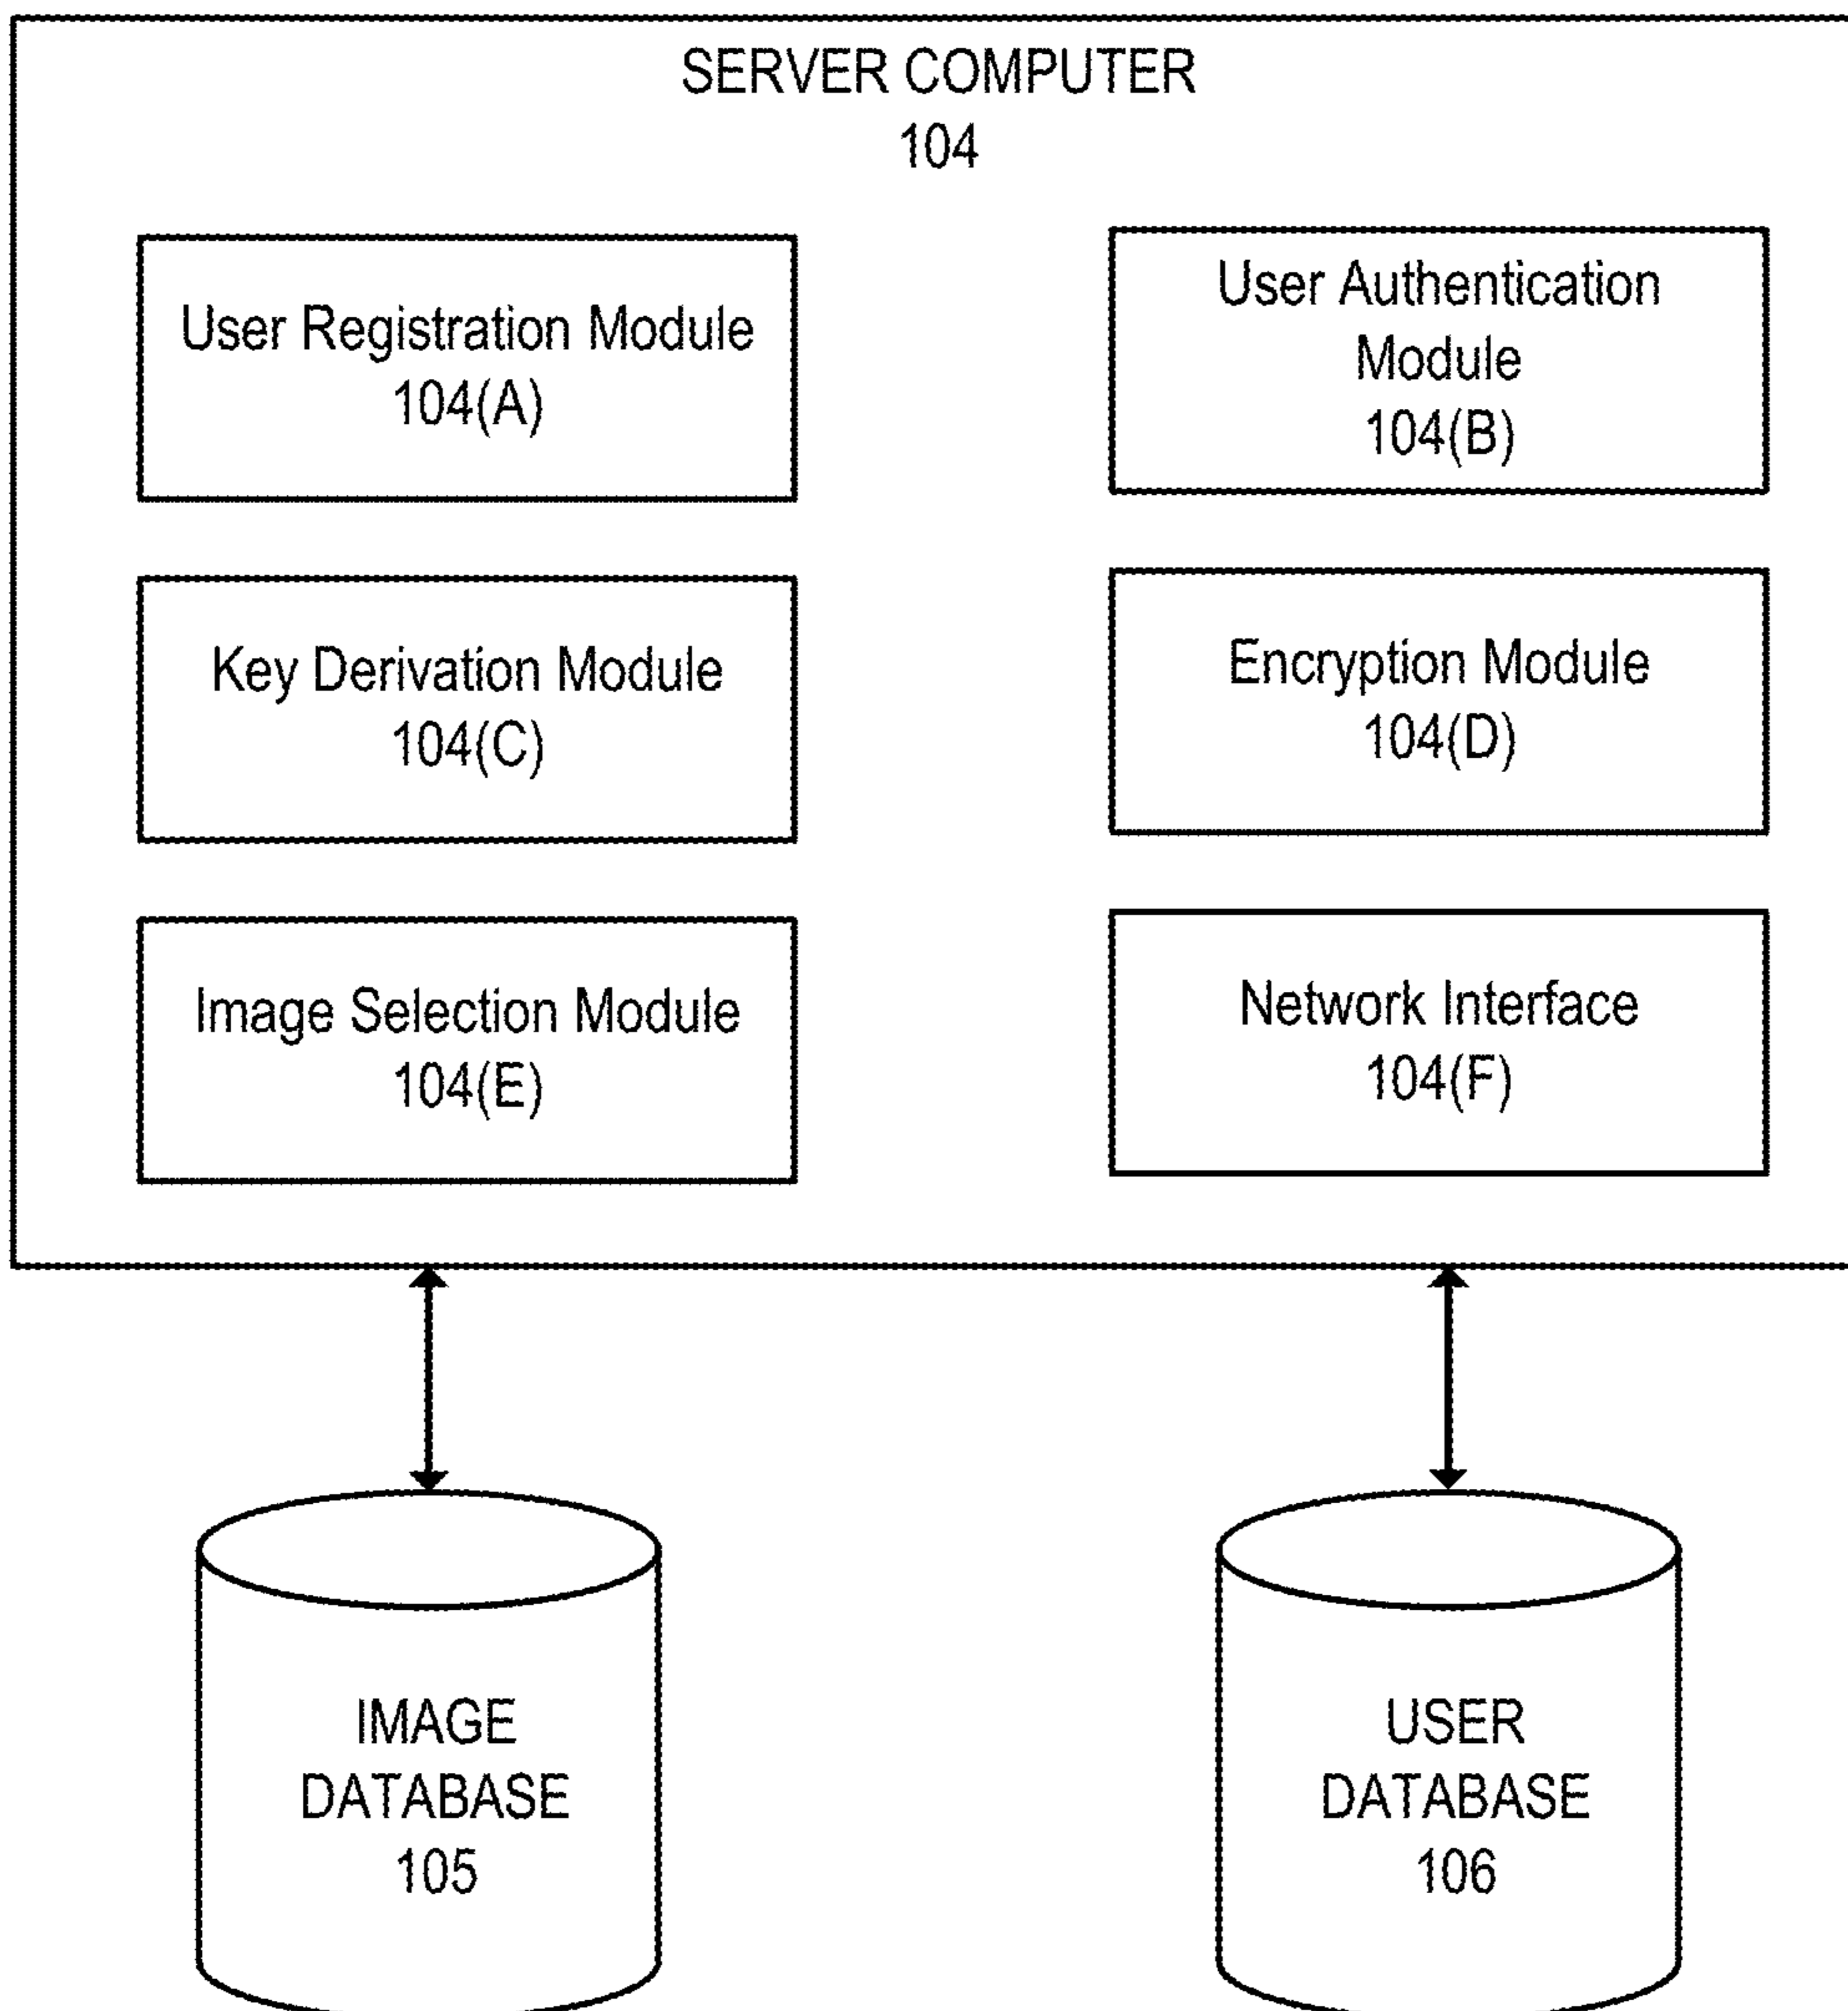 SERVER COMPUTER
104
User Registration Module
104(A)
User Authentication
Module
104(B)
Key Derivation Module
104(C)
Encryption Module
104(D)
Image Selection Module
104(E)
Network Interface
104(F)
IMAGE
DATABASE
105
USER
DATABASE
106